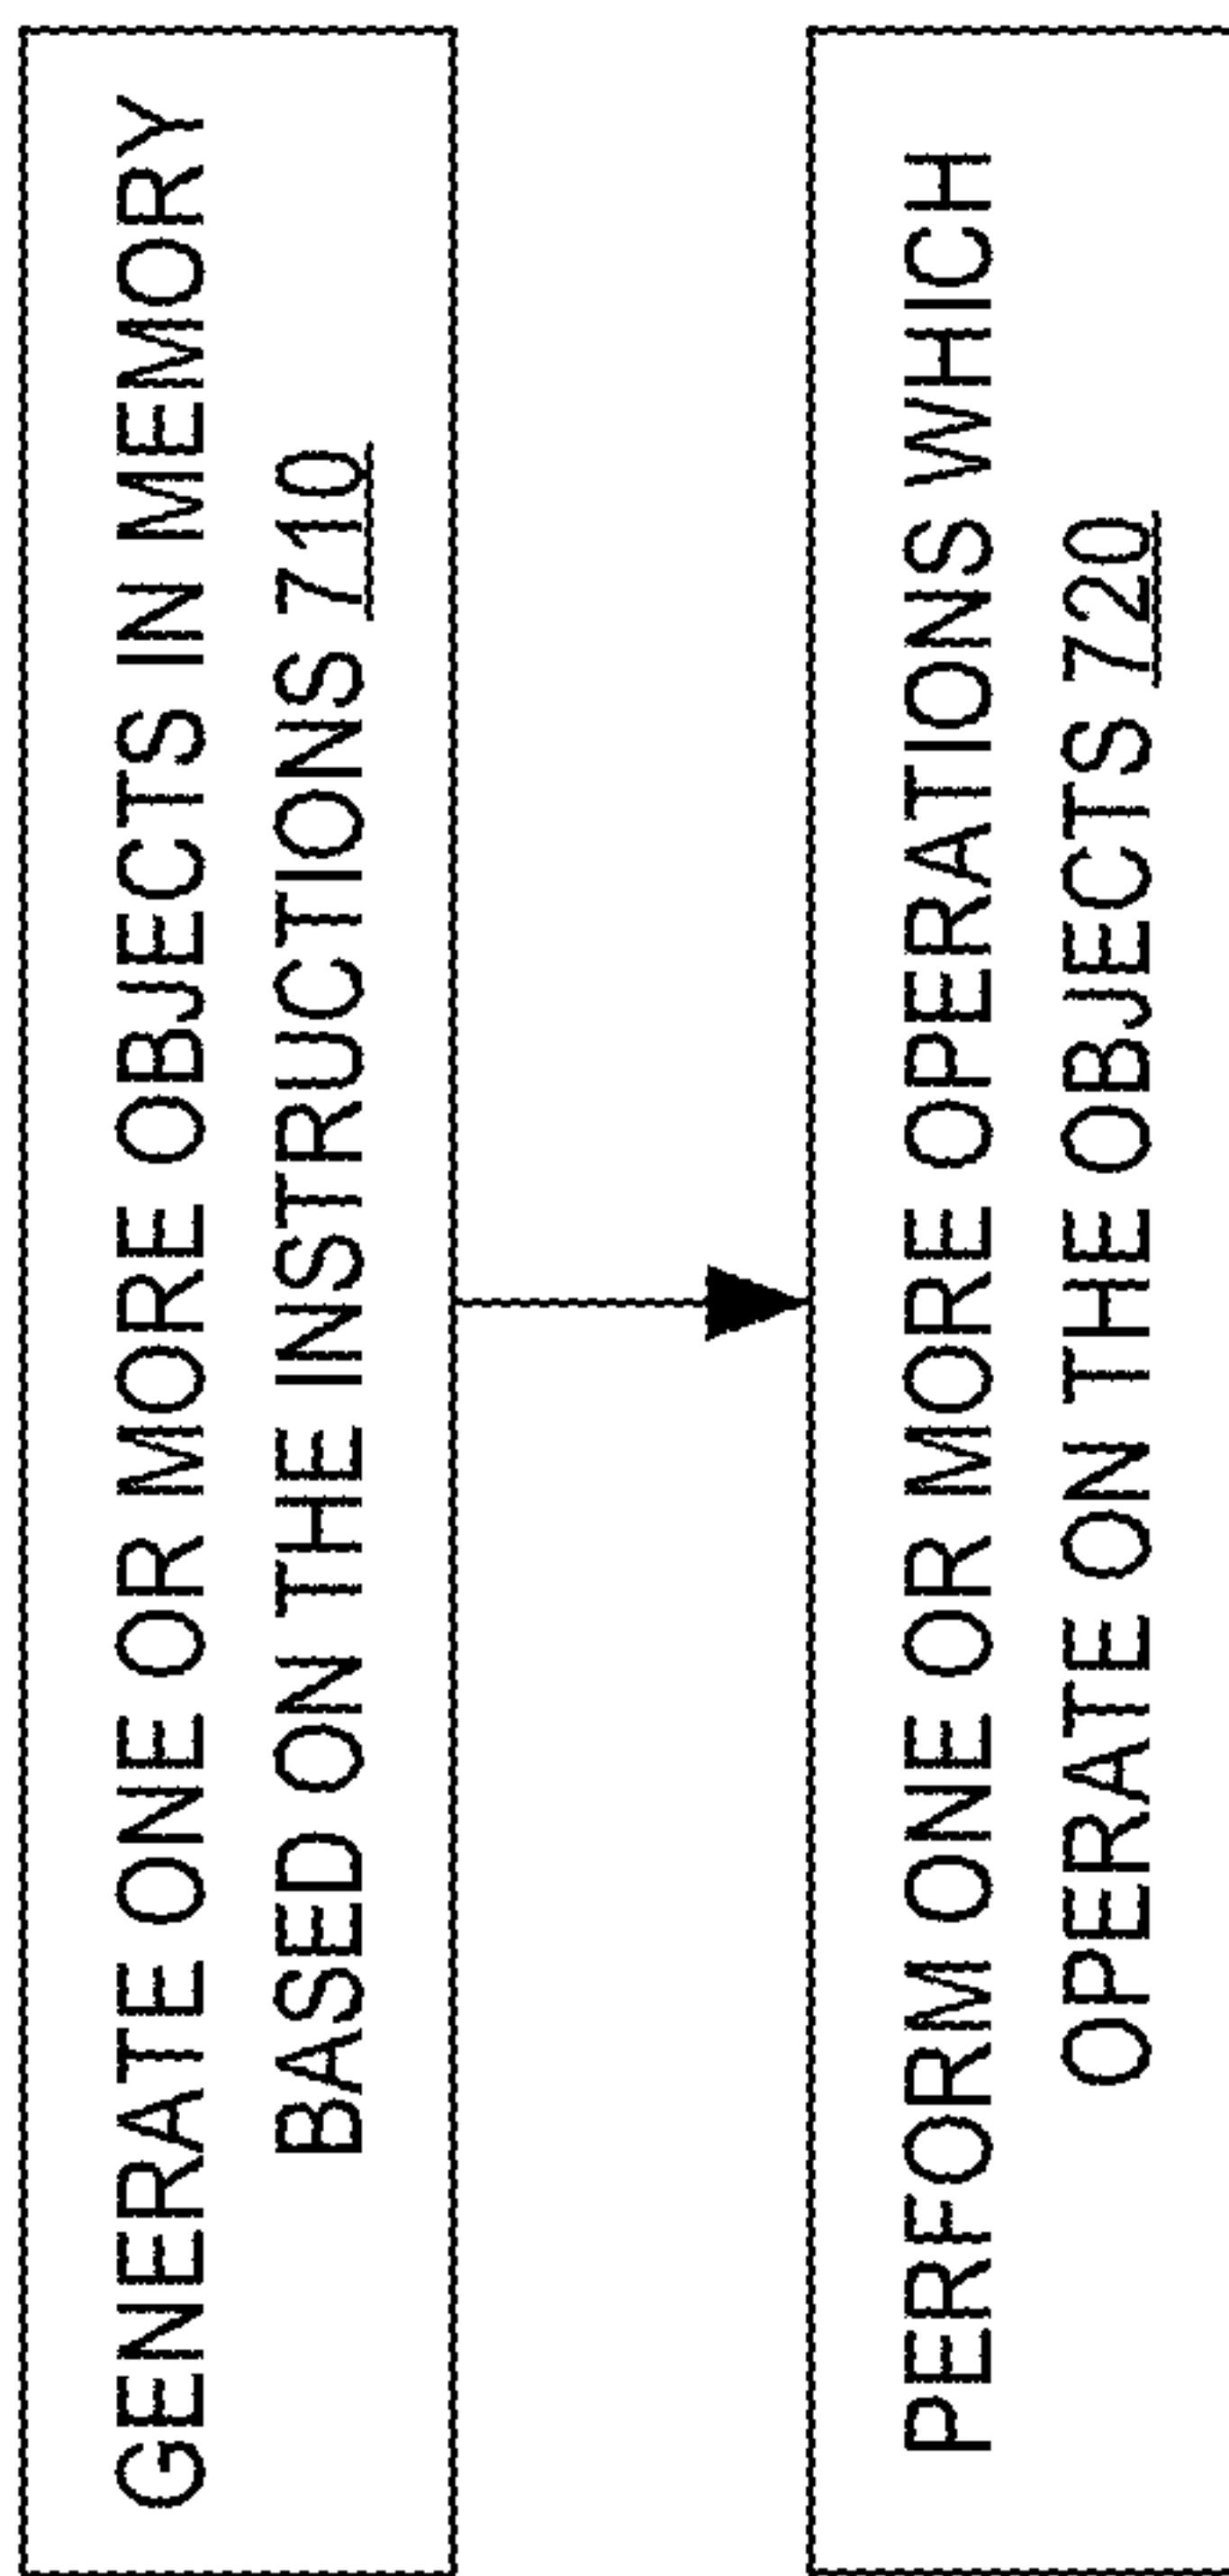 GENERATE ONE OR MORE OBJECTS IN MEMORY
BASED ON THE INSTRUCTIONS 710
PERFORM ONE OR MORE OPERATIONS WHICH
OPERATE ON THE OBJECTS 720